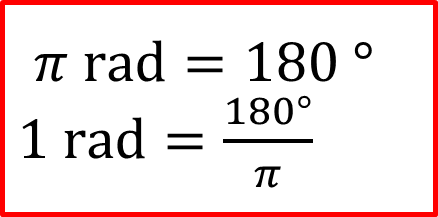 π rad = 180 °
1 rad = 180°/π